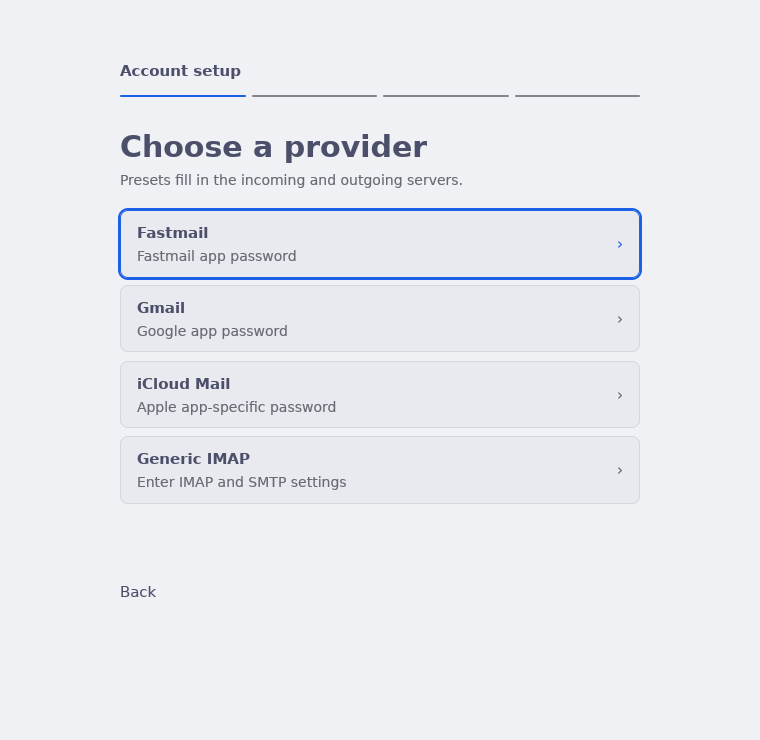 Account setup
Choose a provider
Presets fill in the incoming and outgoing servers.
Fastmail
Fastmail app password
›
Gmail
Google app password
›
iCloud Mail
Apple app-specific password
›
Generic IMAP
Enter IMAP and SMTP settings
›
Back